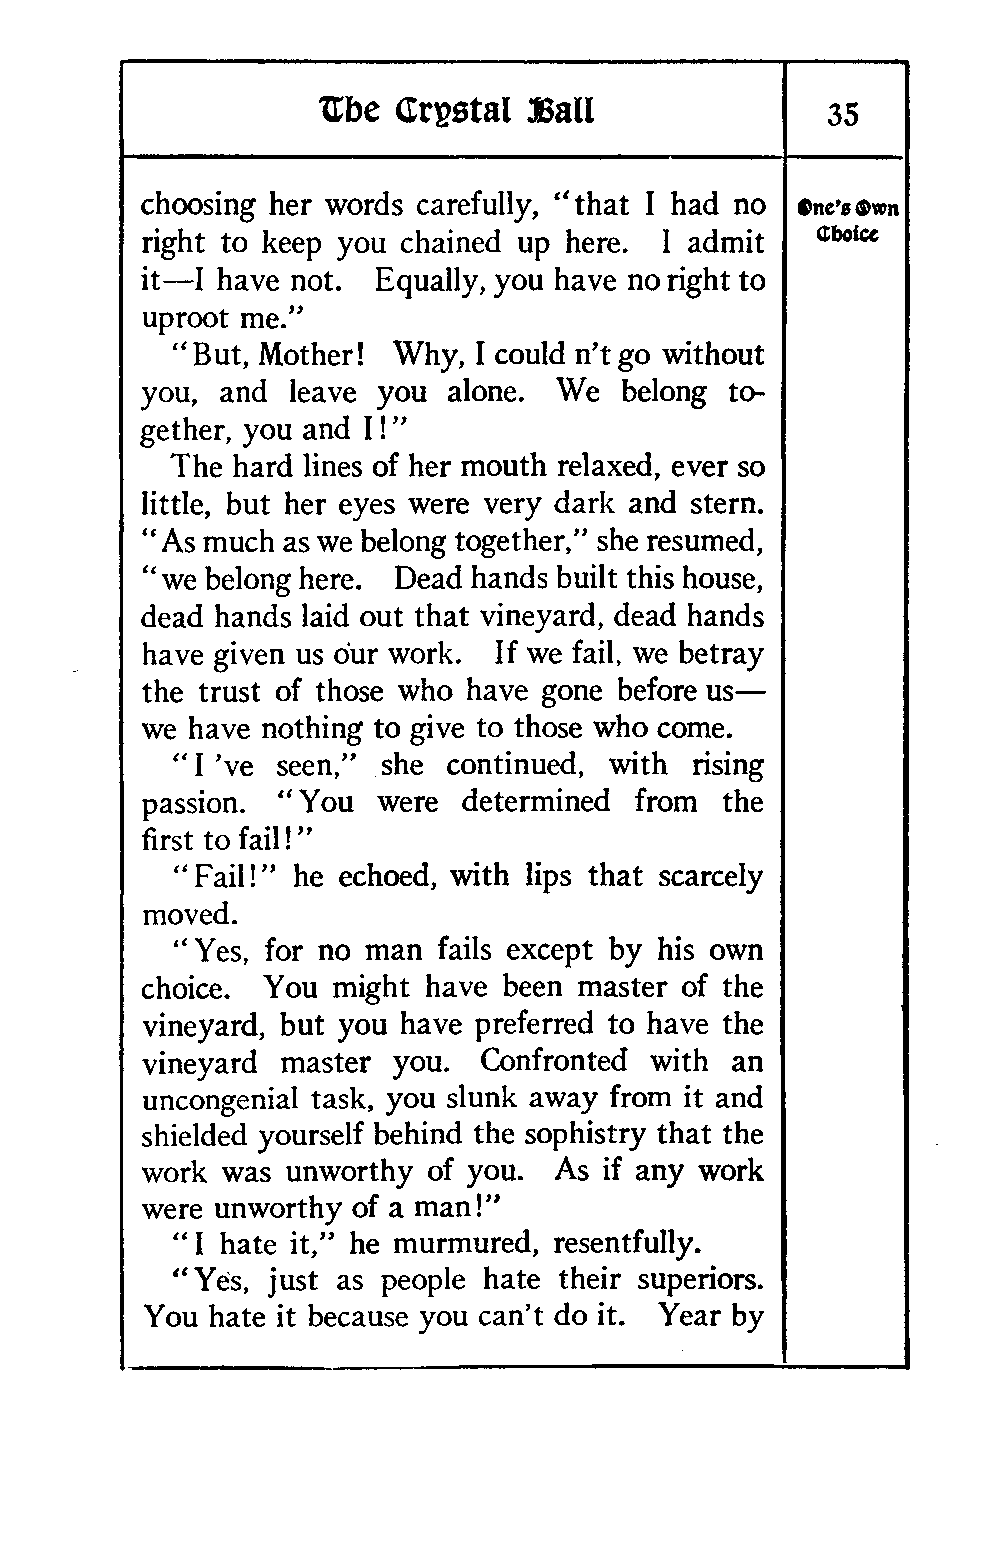 The Crystal Ball
35
One's Own
Choice
choosing her words carefully, "that I had no
right to keep you chained up here. I admit
it—I have not. Equally, you have no right to
uproot me."
"But, Mother! Why, I could n't go without
you, and leave you alone. We belong to-
gether, you and I!"
The hard lines of her mouth relaxed, ever so
little, but her eyes were very dark and stern.
"As much as we belong together," she resumed,
"we belong here. Dead hands built this house,
dead hands laid out that vineyard, dead hands
have given us our work. If we fail, we betray
the trust of those who have gone before us—
we have nothing to give to those who come.
"I 've seen," she continued, with rising
passion. "You were determined from the
first to fail!"
"Fail!" he echoed, with lips that scarcely
moved.
"Yes, for no man fails except by his own
choice. You might have been master of the
vineyard, but you have preferred to have the
vineyard master you. Confronted with an
uncongenial task, you slunk away from it and
shielded yourself behind the sophistry that the
work was unworthy of you. As if any work
were unworthy of a man!"
"I hate it," he murmured, resentfully.
"Yes, just as people hate their superiors.
You hate it because you can't do it. Year by